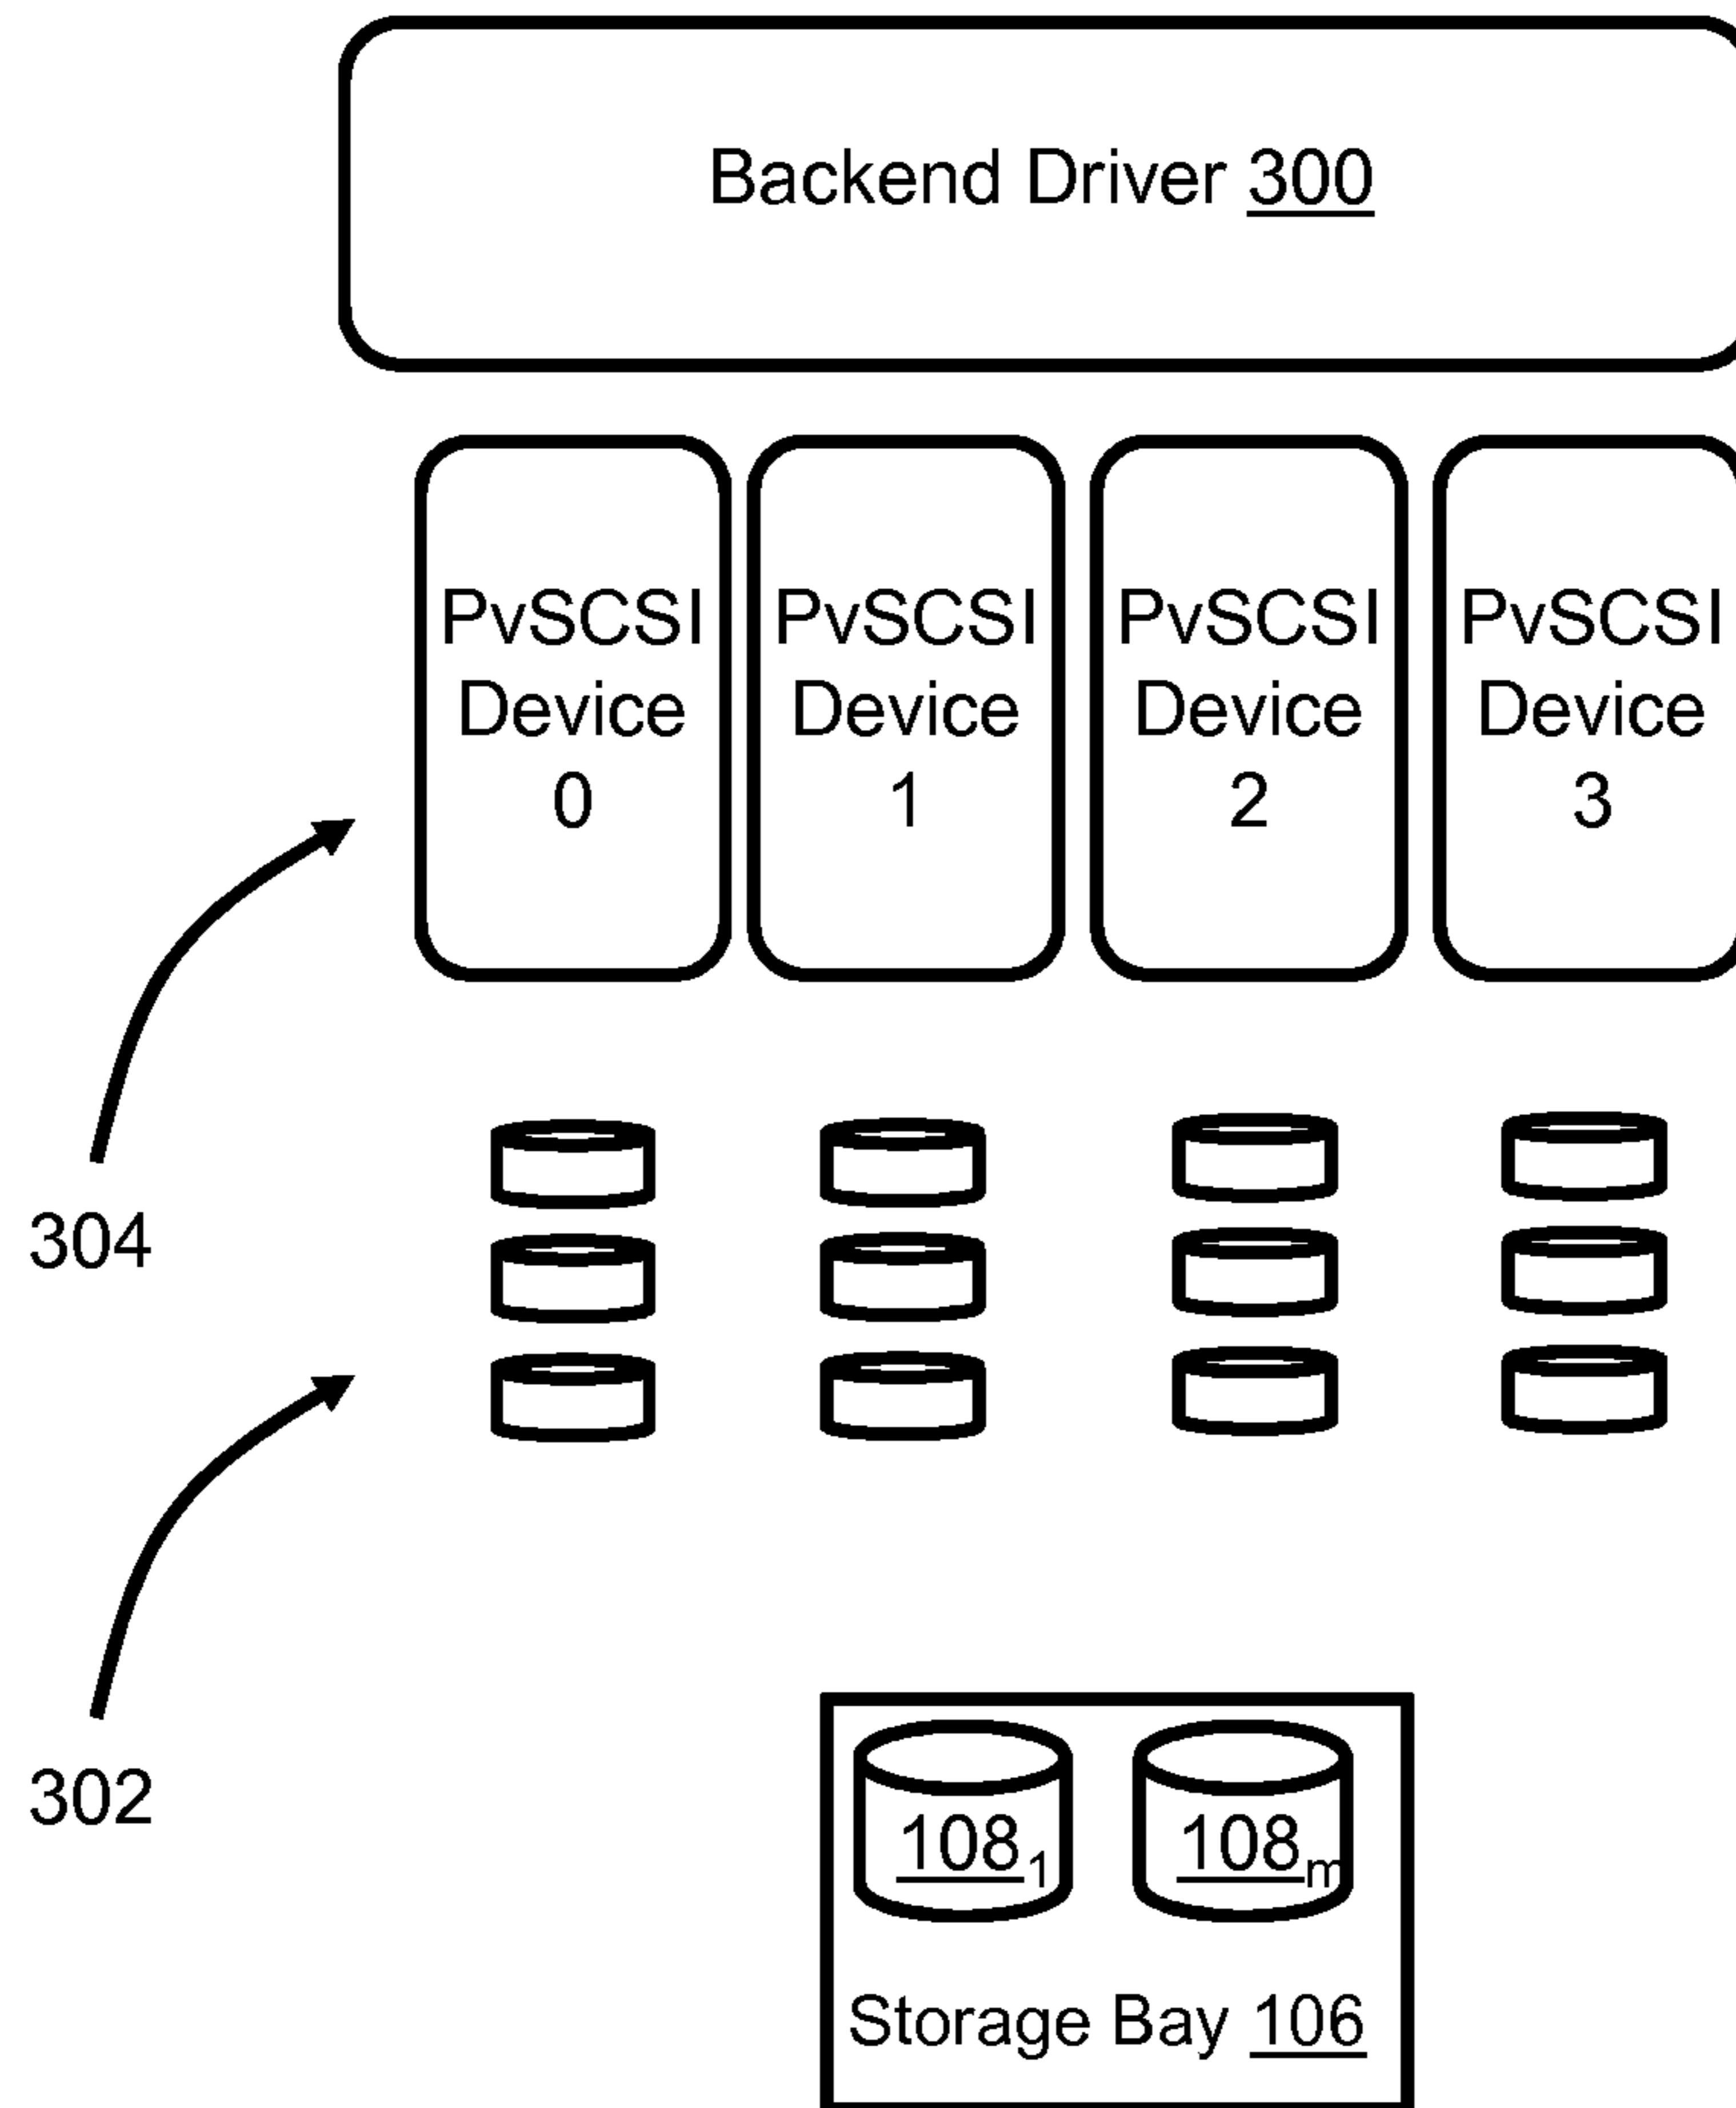 Backend Driver 300
PvSCSI Device 0
PvSCSI Device 1
PvSCSI Device 2
PvSCSI Device 3
304
302
108₁
108ₘ
Storage Bay 106